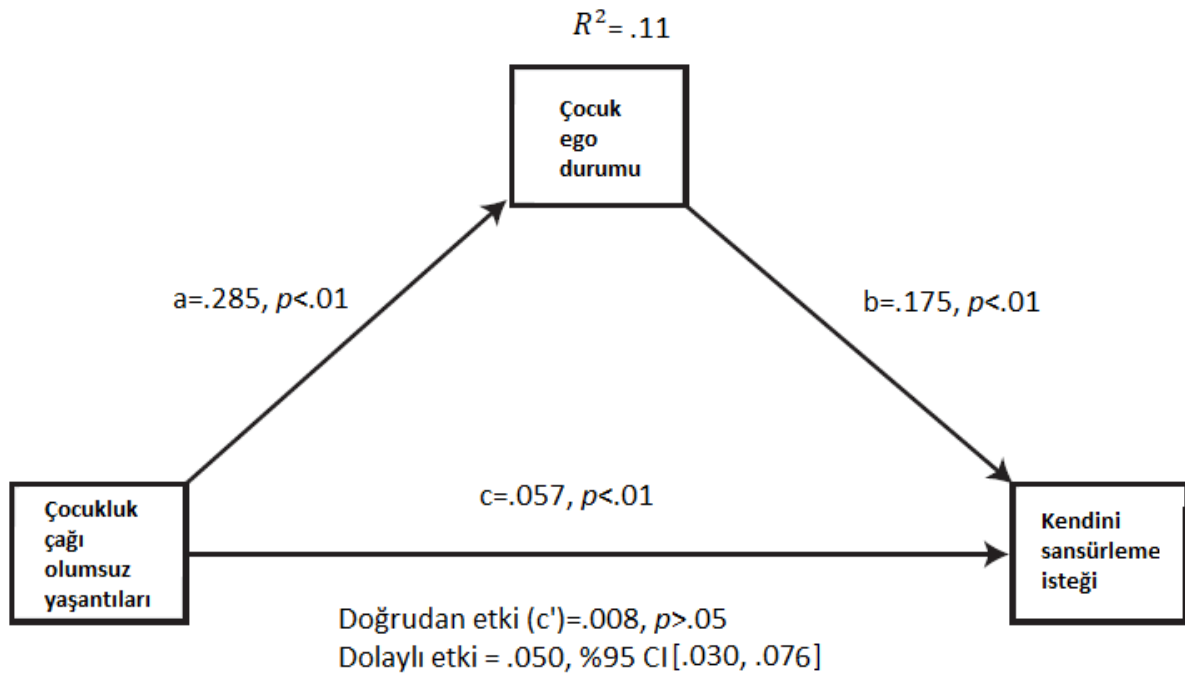 R² = .11
Çocuk
ego
durumu
a=.285, p<.01
b=.175, p<.01
c=.057, p<.01
Çocukluk
çağı
olumsuz
yaşantıları
Kendini
sansürleme
isteği
Doğrudan etki (c')=.008, p>.05
Dolaylı etki = .050, %95 CI [.030, .076]